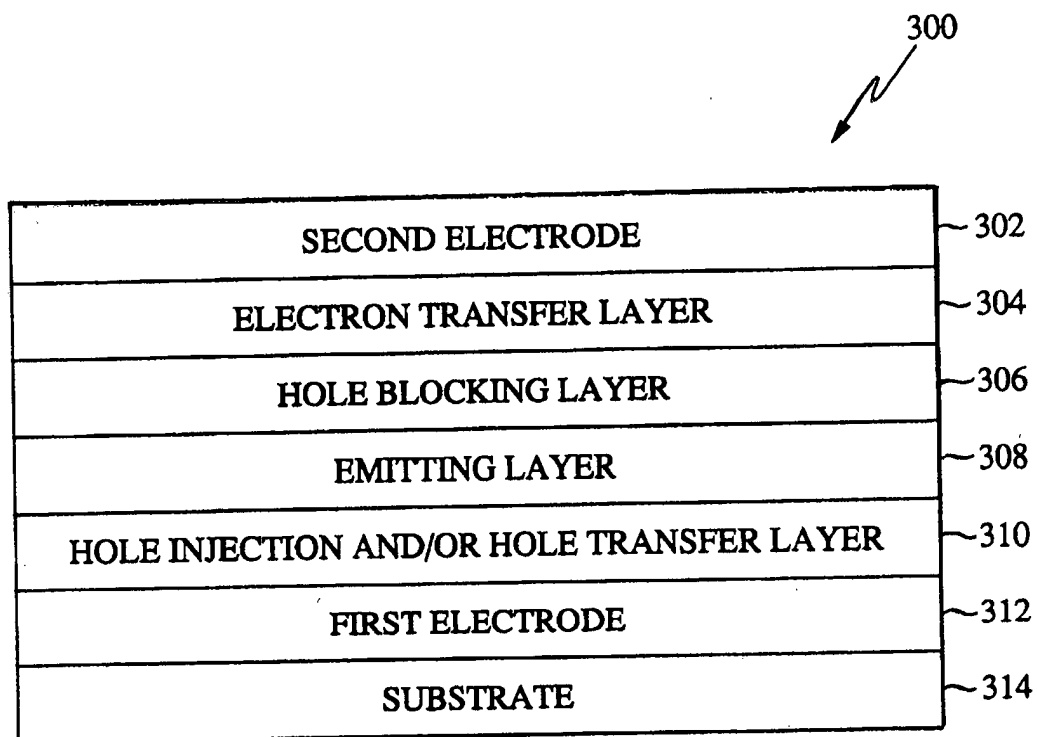 300
SECOND ELECTRODE 302
ELECTRON TRANSFER LAYER 304
HOLE BLOCKING LAYER 306
EMITTING LAYER 308
HOLE INJECTION AND/OR HOLE TRANSFER LAYER 310
FIRST ELECTRODE 312
SUBSTRATE 314